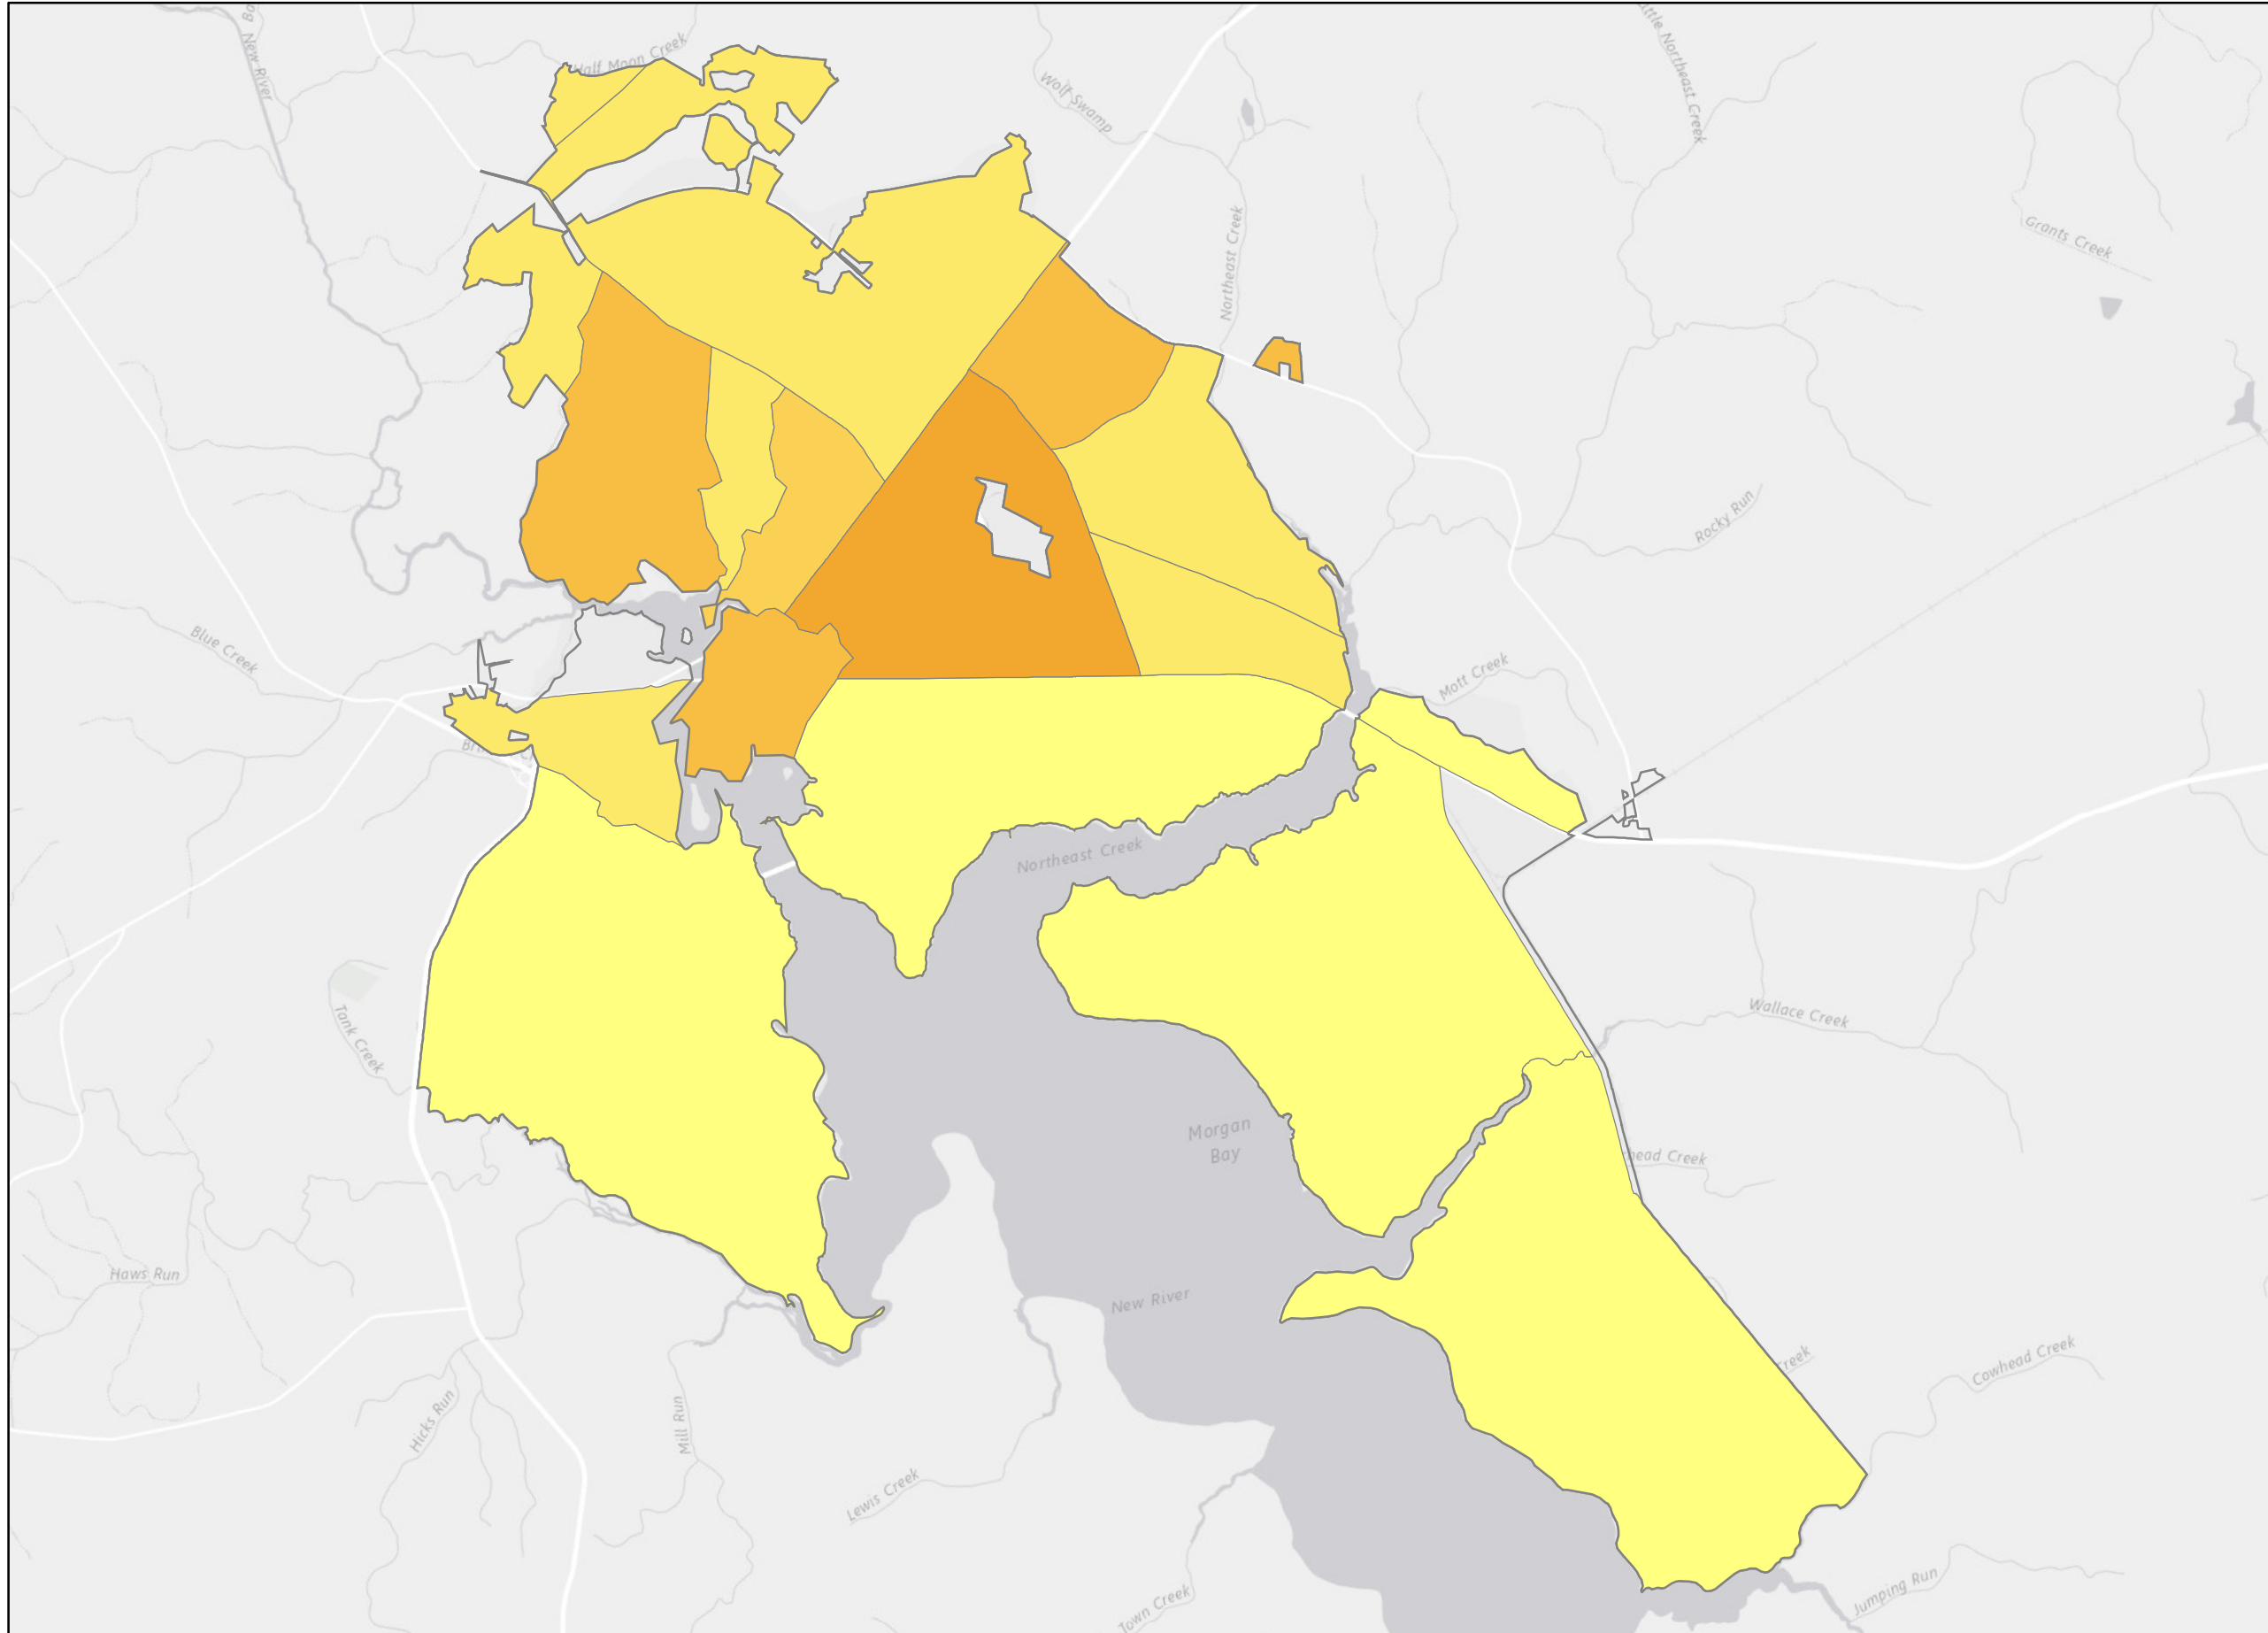 New River
Half Moon Creek
Wolf Swamp
Little Northeast Creek
Grants Creek
Northeast Creek
Rocky Run
Blue Creek
Mott Creek
Northeast Creek
Tank Creek
Wallace Creek
Morgan
Bay
head Creek
Haws Run
New River
Creek
Cowhead Creek
Hicks Run
Mill Run
Lewis Creek
Town Creek
Jumping Run